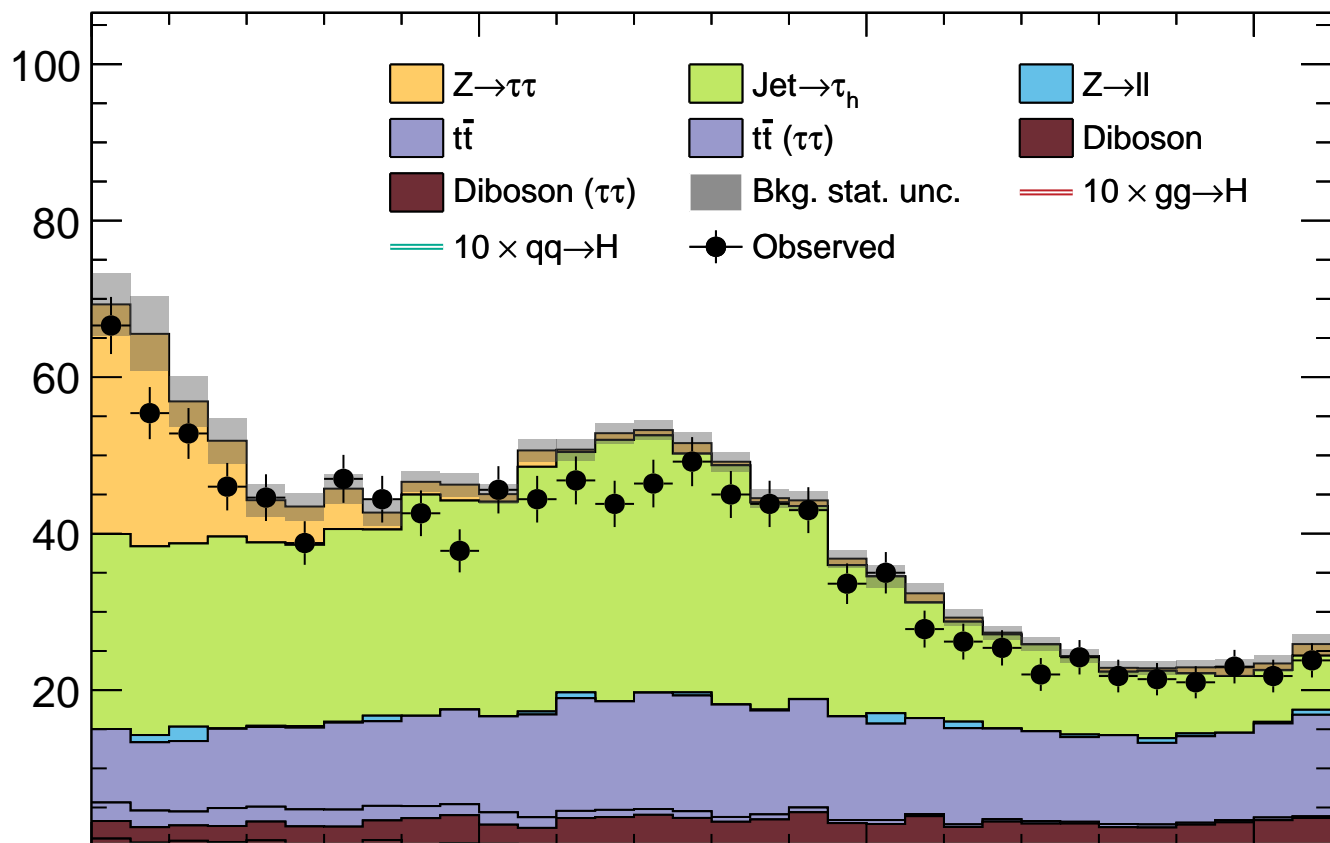 100
Z→ττ Jet→τh Z→ll
tt̄ tt̄ (ττ) Diboson
80
Diboson (ττ) Bkg. stat. unc. 10 × gg→H
10 × qq→H Observed
60
40
20